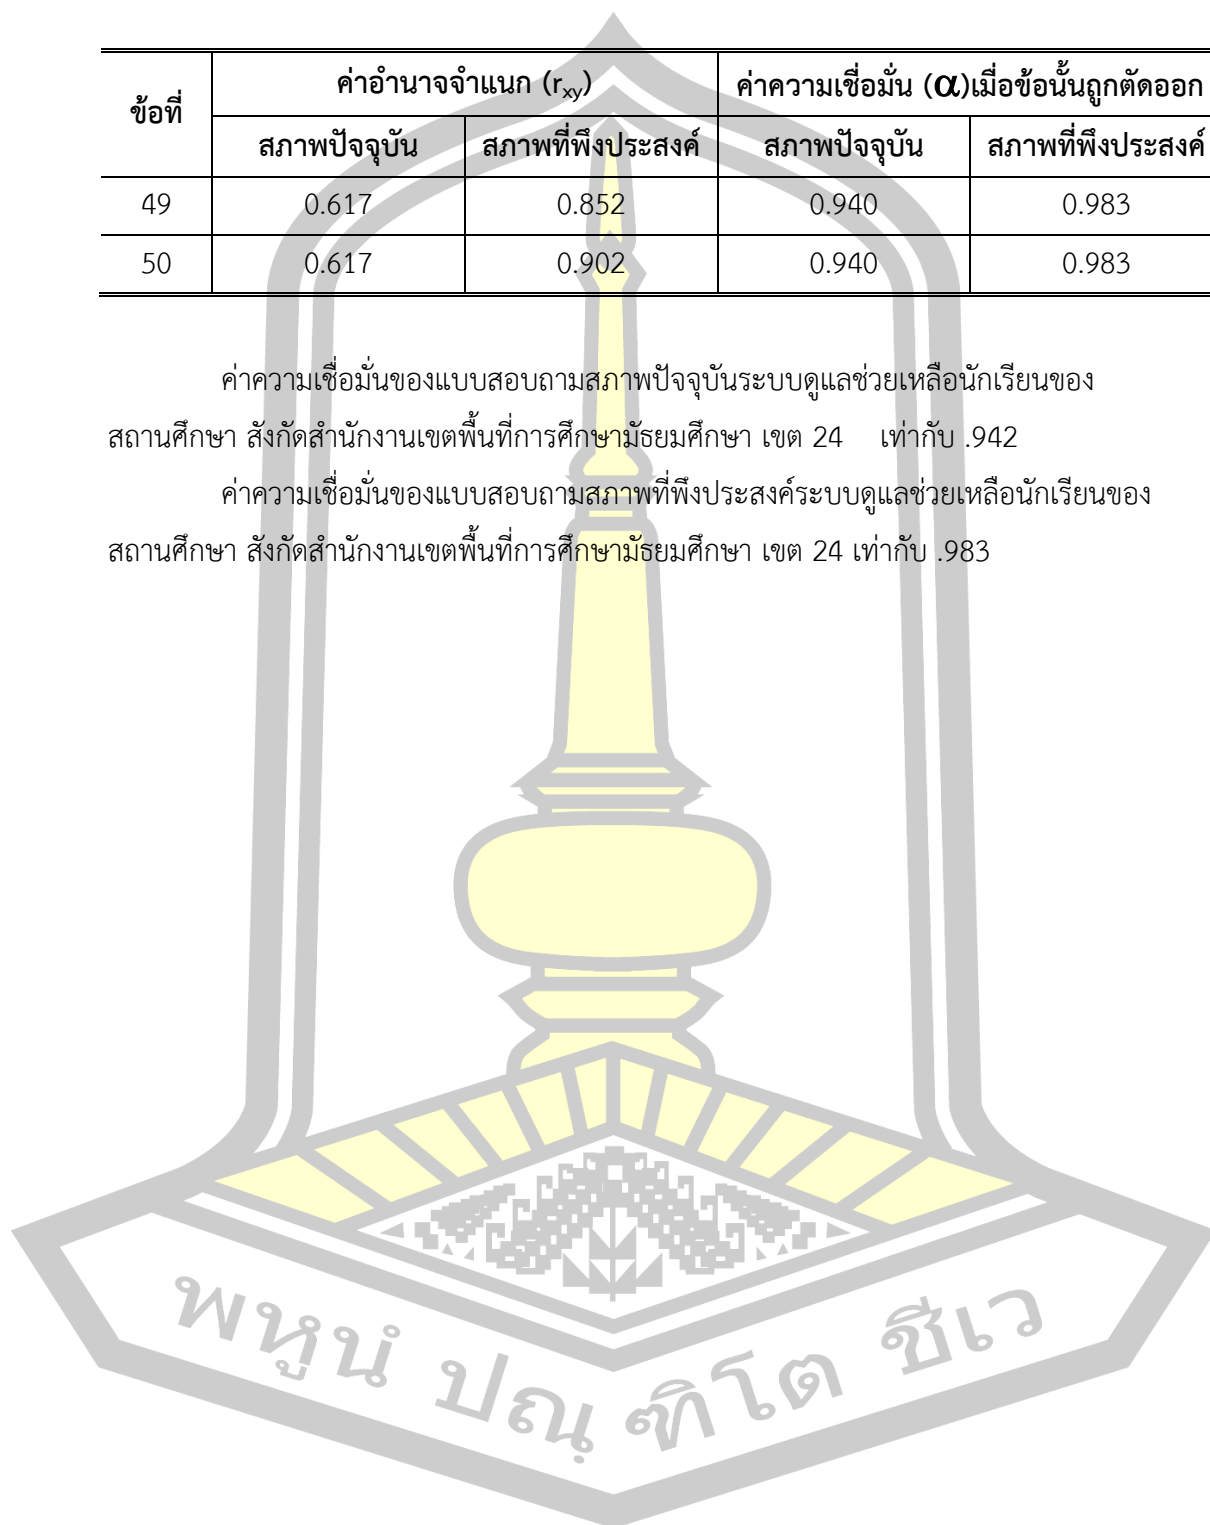 ข้อที่ ค่าอำนาจจำแนก (rxy) ค่าความเชื่อมั่น (α)เมื่อข้อนั้นถูกตัดออก
สภาพปัจจุบัน สภาพที่พึงประสงค์ สภาพปัจจุบัน สภาพที่พึงประสงค์
49 0.617 0.852 0.940 0.983
50 0.617 0.902 0.940 0.983
ค่าความเชื่อมั่นของแบบสอบถามสภาพปัจจุบันระบบดูแลช่วยเหลือนักเรียนของ
สถานศึกษา สังกัดสำนักงานเขตพื้นที่การศึกษามัธยมศึกษา เขต 24 เท่ากับ .942
ค่าความเชื่อมั่นของแบบสอบถามสภาพที่พึงประสงค์ระบบดูแลช่วยเหลือนักเรียนของ
สถานศึกษา สังกัดสำนักงานเขตพื้นที่การศึกษามัธยมศึกษา เขต 24 เท่ากับ .983
พหูนํ ปณฺฑิโต ชีเว